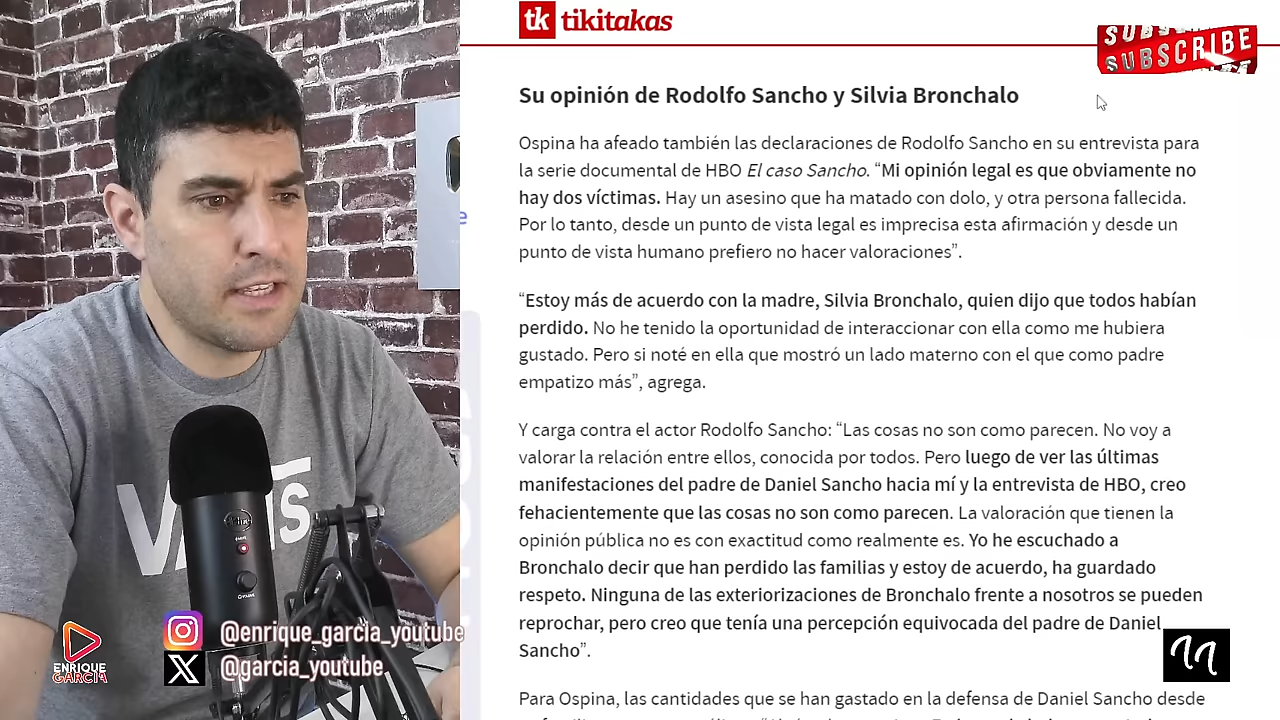 tk tikitakas
SUBSCRIBE
SUBSCRIBE
Su opinión de Rodolfo Sancho y Silvia Bronchalo
Ospina ha afeado también las declaraciones de Rodolfo Sancho en su entrevista para
la serie documental de HBO El caso Sancho. “Mi opinión legal es que obviamente no
hay dos víctimas. Hay un asesino que ha matado con dolo, y otra persona fallecida.
Por lo tanto, desde un punto de vista legal es imprecisa esta afirmación y desde un
punto de vista humano prefiero no hacer valoraciones”.
“Estoy más de acuerdo con la madre, Silvia Bronchalo, quien dijo que todos habían
perdido. No he tenido la oportunidad de interaccionar con ella como me hubiera
gustado. Pero si noté en ella que mostró un lado materno con el que como padre
empatizo más”, agrega.
Y carga contra el actor Rodolfo Sancho: “Las cosas no son como parecen. No voy a
valorar la relación entre ellos, conocida por todos. Pero luego de ver las últimas
manifestaciones del padre de Daniel Sancho hacia mí y la entrevista de HBO, creo
fehacientemente que las cosas no son como parecen. La valoración que tienen la
opinión pública no es con exactitud como realmente es. Yo he escuchado a
Bronchalo decir que han perdido las familias y estoy de acuerdo, ha guardado
respeto. Ninguna de las exteriorizaciones de Bronchalo frente a nosotros se pueden
reprochar, pero creo que tenía una percepción equivocada del padre de Daniel
Sancho”.
Para Ospina, las cantidades que se han gastado en la defensa de Daniel Sancho desde
e
VANS
blue
@enrique_garcia_youtube
@garcia_youtube
ENRIQUE
GARCIA